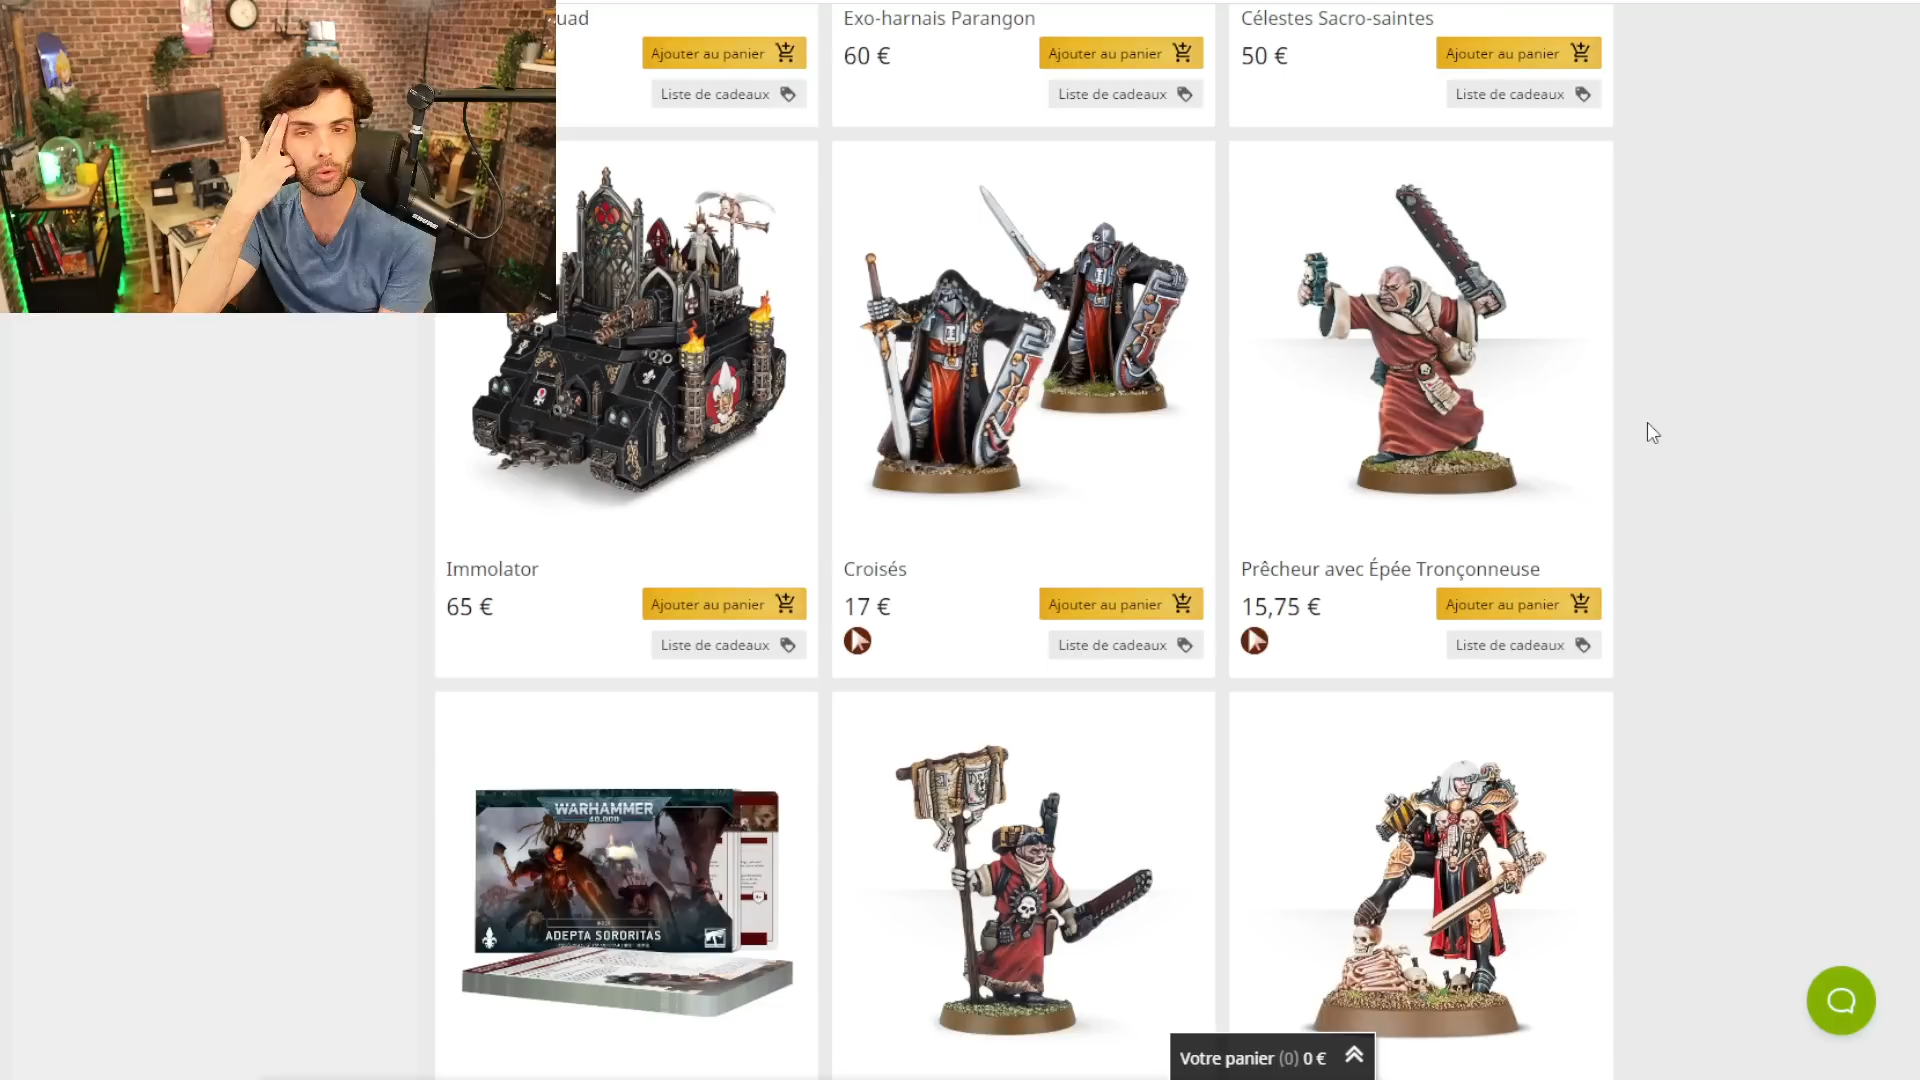 uad
Ajouter au panier
Liste de cadeaux
Exo-harnais Parangon
60 €
Ajouter au panier
Liste de cadeaux
Célestes Sacro-saintes
50 €
Ajouter au panier
Liste de cadeaux
Immolator
65 €
Ajouter au panier
Liste de cadeaux
Croisés
17 €
Ajouter au panier
Liste de cadeaux
Prêcheur avec Épée Tronçonneuse
15,75 €
Ajouter au panier
Liste de cadeaux
WARHAMMER
40,000
ADEPTA SORORITAS
Votre panier (0) 0 €